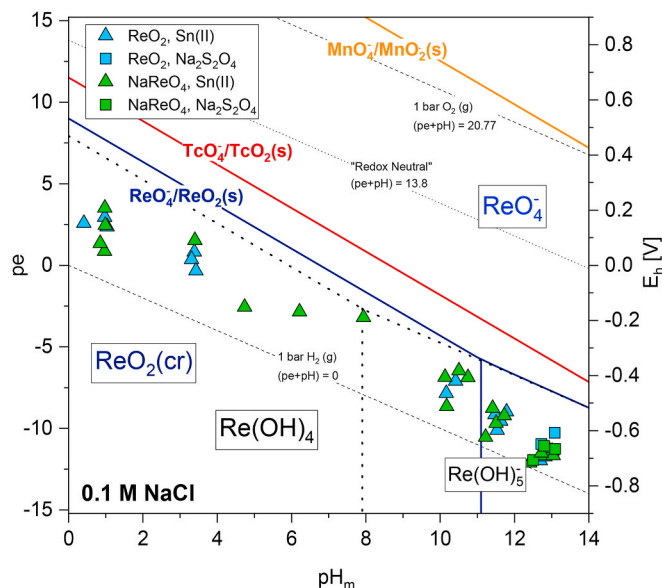 ReO₂, Sn(II)
ReO₂, Na₂S₂O₄
NaReO₄, Sn(II)
NaReO₄, Na₂S₂O₄
MnO₄⁻/MnO₂(s)
1 bar O₂ (g)
(pe+pH) = 20.77
TcO₄⁻/TcO₂(s)
"Redox Neutral"
(pe+pH) = 13.8
ReO₄⁻/ReO₂(s)
ReO₄⁻
1 bar H₂ (g)
(pe+pH) = 0
ReO₂(cr)
Re(OH)₄
Re(OH)₅⁻
0.1 M NaCl
15
10
5
0
-5
-10
-15
pe
0.8
0.6
0.4
0.2
0.0
-0.2
-0.4
-0.6
-0.8
Eₕ [V]
0 2 4 6 8 10 12 14
pHₘ